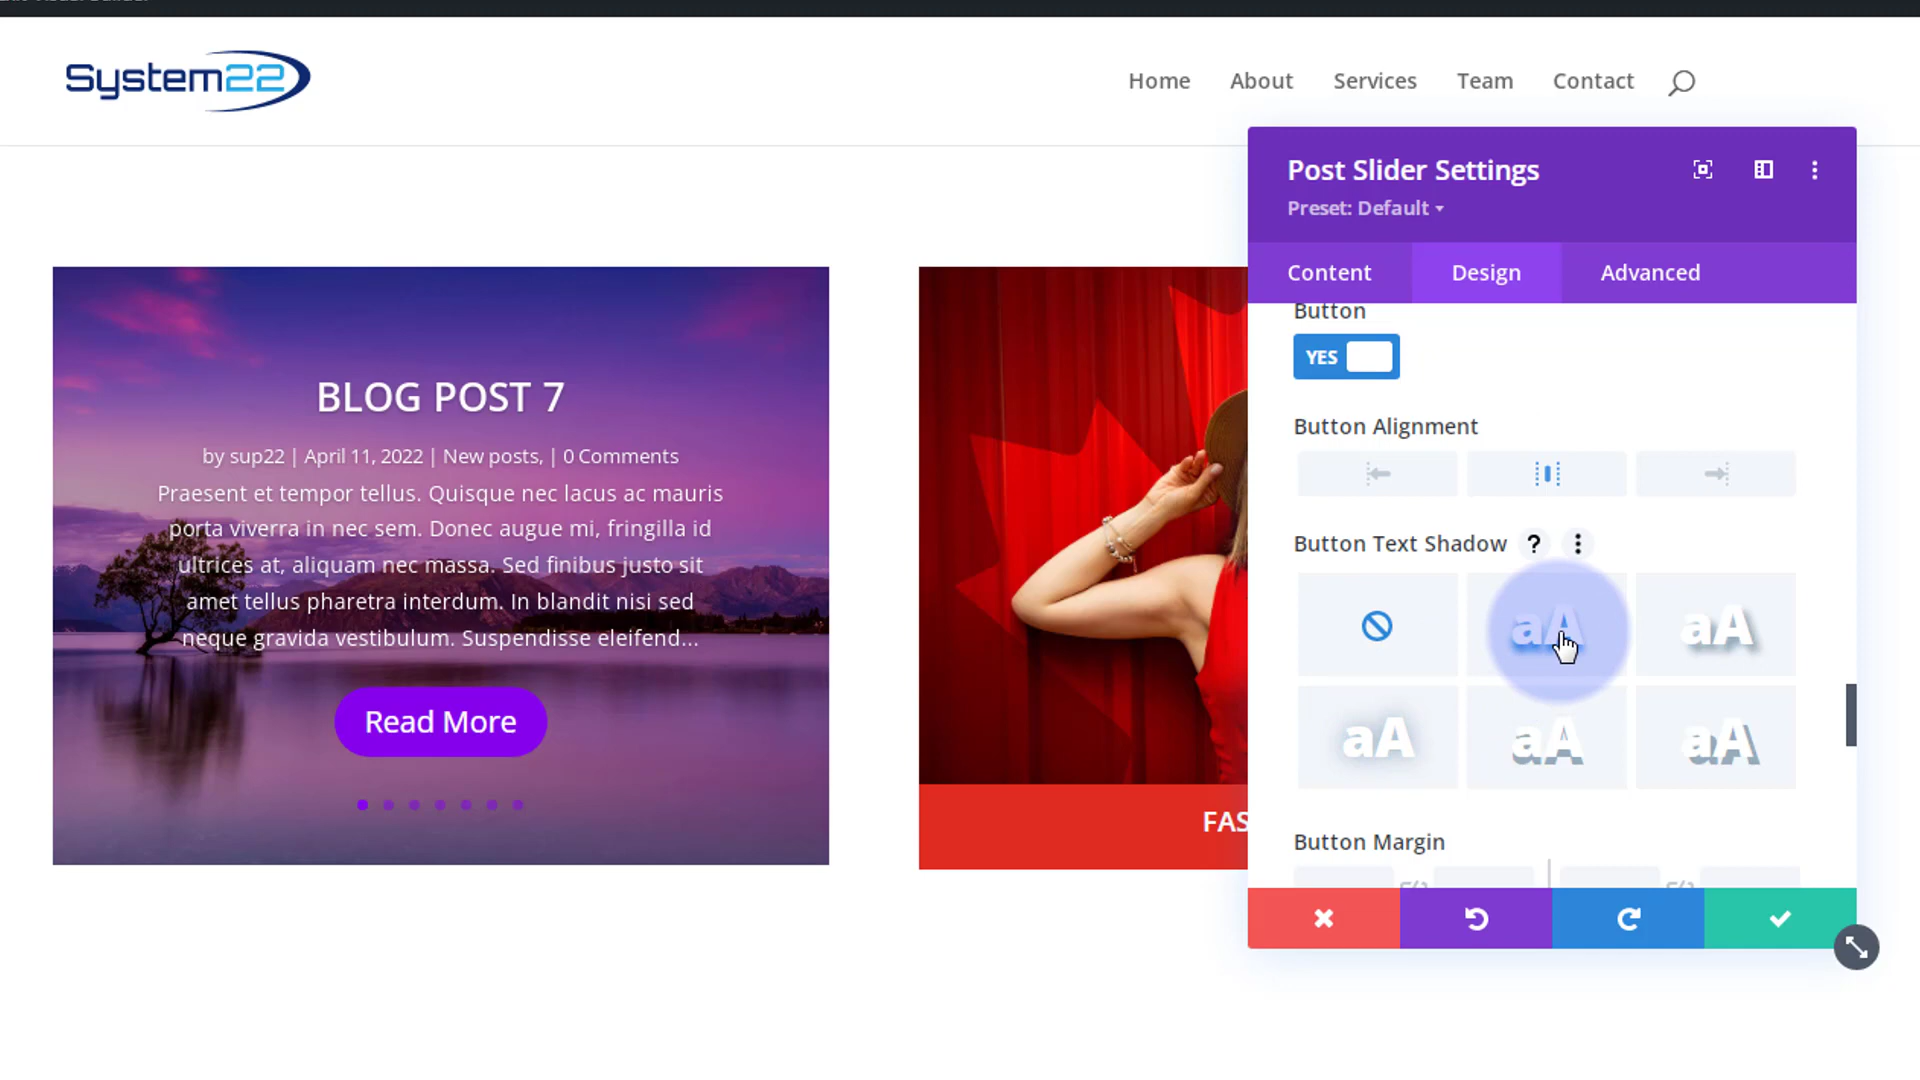 System22
Home About Services Team Contact
Post Slider Settings
Preset: Default
Content Design Advanced
Button
YES
Button Alignment
Button Text Shadow ?
aA aA
aA aA aA
Button Margin
BLOG POST 7
by sup22 | April 11, 2022 | New posts, | 0 Comments
Praesent et tempor tellus. Quisque nec lacus ac mauris
porta viverra in nec sem. Donec augue mi, fringilla id
ultrices at, aliquam nec massa. Sed finibus justo sit
amet tellus pharetra interdum. In blandit nisi sed
neque gravida vestibulum. Suspendisse eleifend...
Read More
FAS